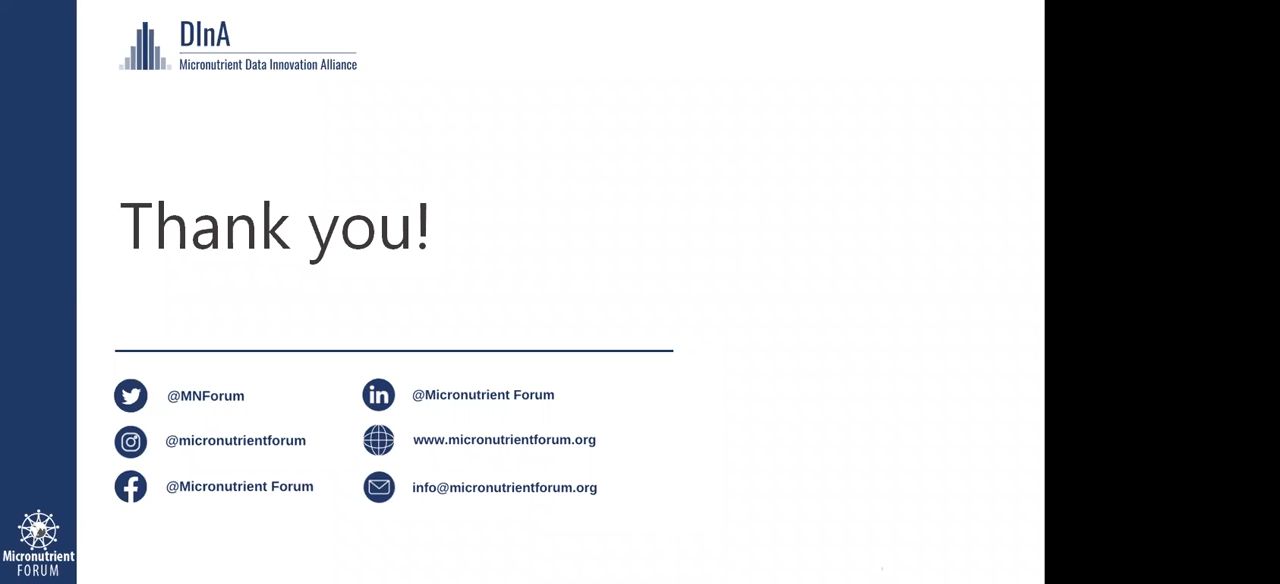 DInA
Micronutrient Data Innovation Alliance
Thank you!
@MNForum
@Micronutrient Forum
@micronutrientforum
www.micronutrientforum.org
@Micronutrient Forum
info@micronutrientforum.org
Micronutrient
FORUM